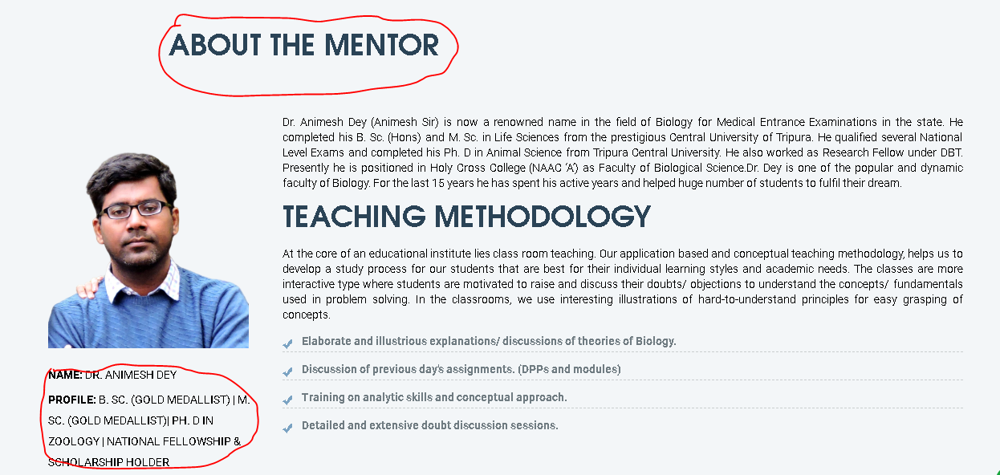 ABOUT THE MENTOR
Dr. Animesh Dey (Animesh Sir) is now a renowned name in the field of Biology for Medical Entrance Examinations in the state. He
completed his B. Sc. (Hons) and M. Sc. in Life Sciences from the prestigious Central University of Tripura. He qualified several National
Level Exams and completed his Ph. D in Animal Science from Tripura Central University. He also worked as Research Fellow under DBT.
Presently he is positioned in Holy Cross College (NAAC ‘A’) as Faculty of Biological Science.Dr. Dey is one of the popular and dynamic
faculty of Biology. For the last 15 years he has spent his active years and helped huge number of students to fulfil their dream.
TEACHING METHODOLOGY
At the core of an educational institute lies class room teaching. Our application based and conceptual teaching methodology, helps us to
develop a study process for our students that are best for their individual learning styles and academic needs. The classes are more
interactive type where students are motivated to raise and discuss their doubts/ objections to understand the concepts/ fundamentals
used in problem solving. In the classrooms, we use interesting illustrations of hard-to-understand principles for easy grasping of
concepts.
Elaborate and illustrious explanations/ discussions of theories of Biology.
Discussion of previous day's assignments. (DPPs and modules)
Training on analytic skills and conceptual approach.
Detailed and extensive doubt discussion sessions.
NAME: DR. ANIMESH DEY
PROFILE: B. SC. (GOLD MEDALLIST) | M.
SC. (GOLD MEDALLIST)| PH. D IN
ZOOLOGY | NATIONAL FELLOWSHIP &
SCHOLARSHIP HOLDER